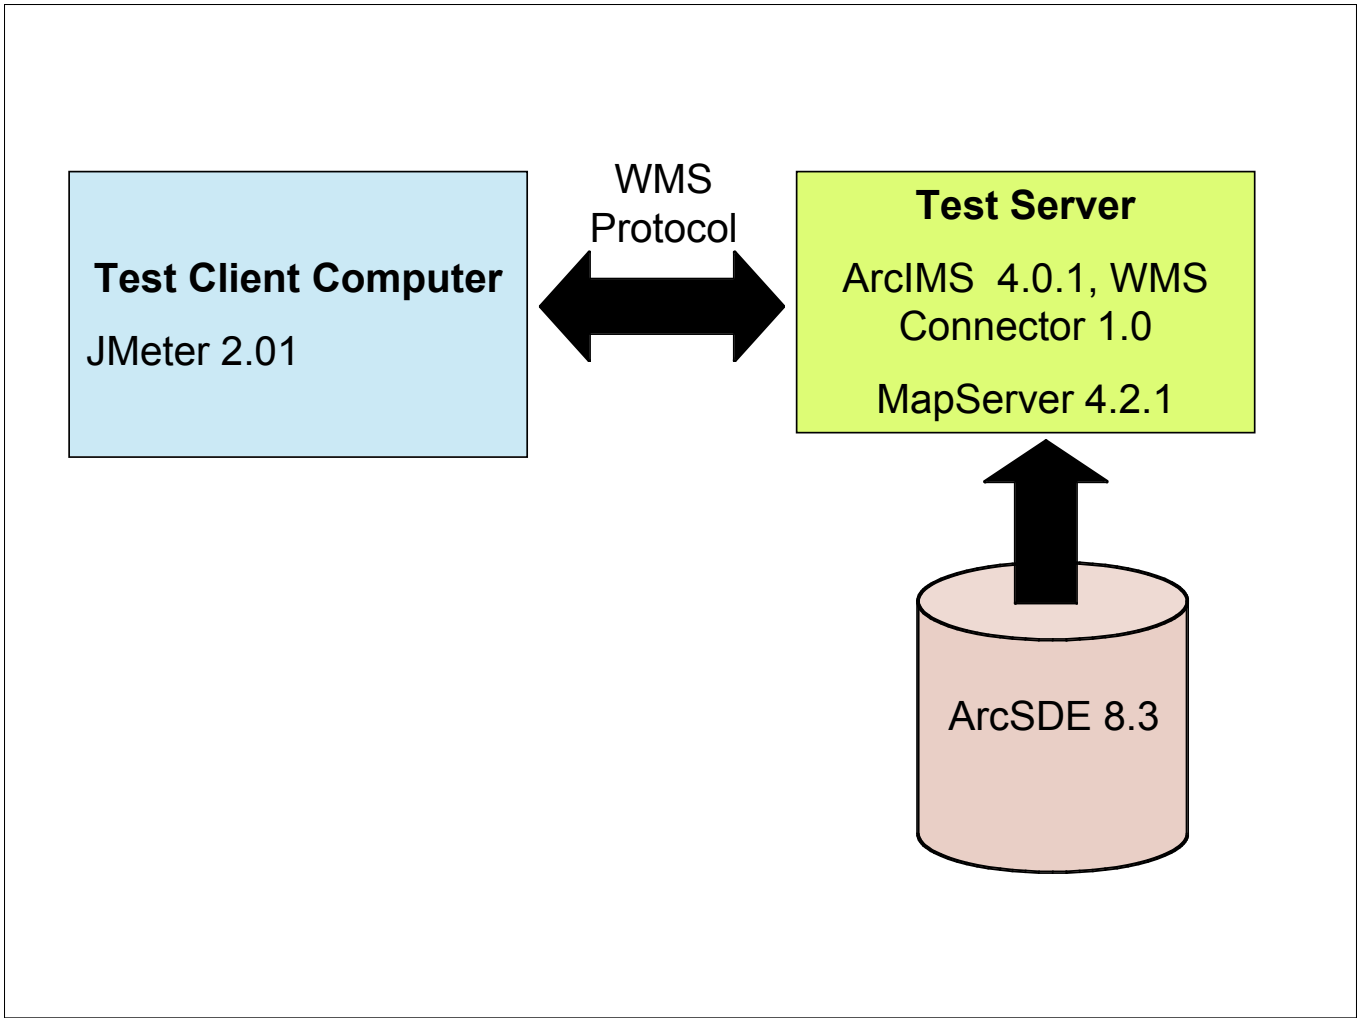 WMS
Protocol
Test Client Computer
JMeter 2.01
Test Server
ArcIMS  4.0.1, WMS
Connector 1.0
MapServer 4.2.1
ArcSDE 8.3